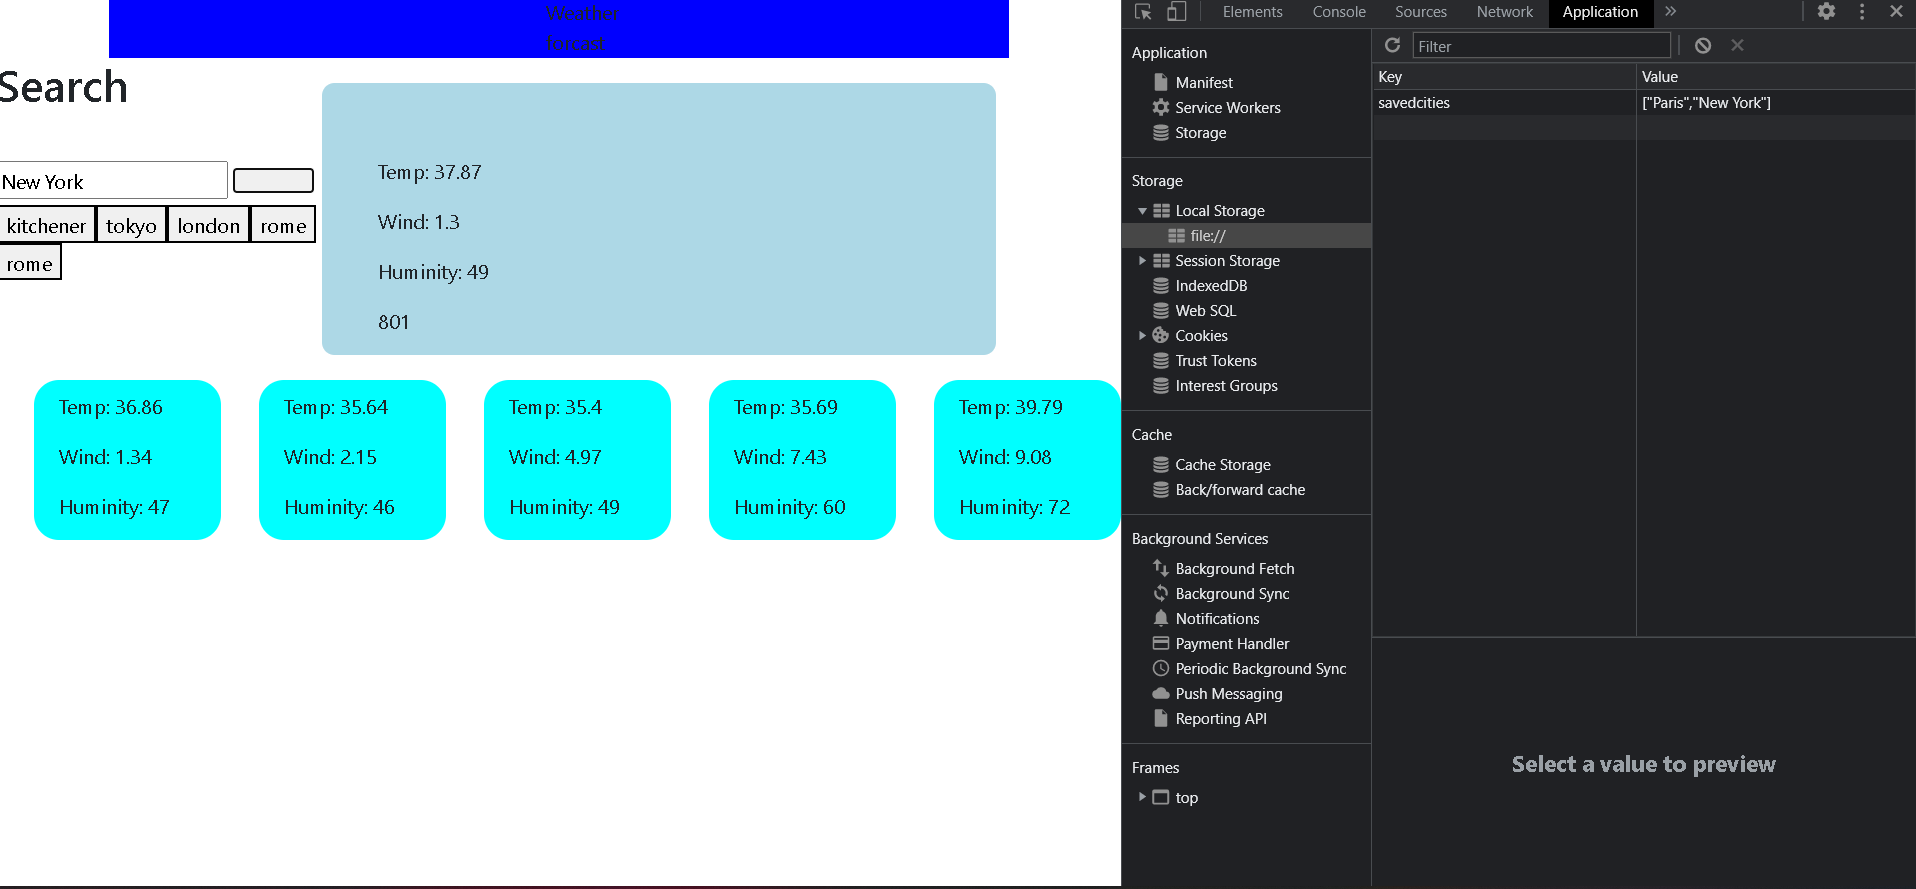 Weather
forcast
Search
New York
kitchener tokyo london rome
rome
Temp: 37.87
Wind: 1.3
Huminity: 49
801
Temp: 36.86
Wind: 1.34
Huminity: 47
Temp: 35.64
Wind: 2.15
Huminity: 46
Temp: 35.4
Wind: 4.97
Huminity: 49
Temp: 35.69
Wind: 7.43
Huminity: 60
Temp: 39.79
Wind: 9.08
Huminity: 72
Elements Console Sources Network Application
Application
Manifest
Service Workers
Storage
Storage
Local Storage
file://
Session Storage
IndexedDB
Web SQL
Cookies
Trust Tokens
Interest Groups
Cache
Cache Storage
Back/forward cache
Background Services
Background Fetch
Background Sync
Notifications
Payment Handler
Periodic Background Sync
Push Messaging
Reporting API
Frames
top
Filter
Key Value
savedcities ["Paris","New York"]
Select a value to preview